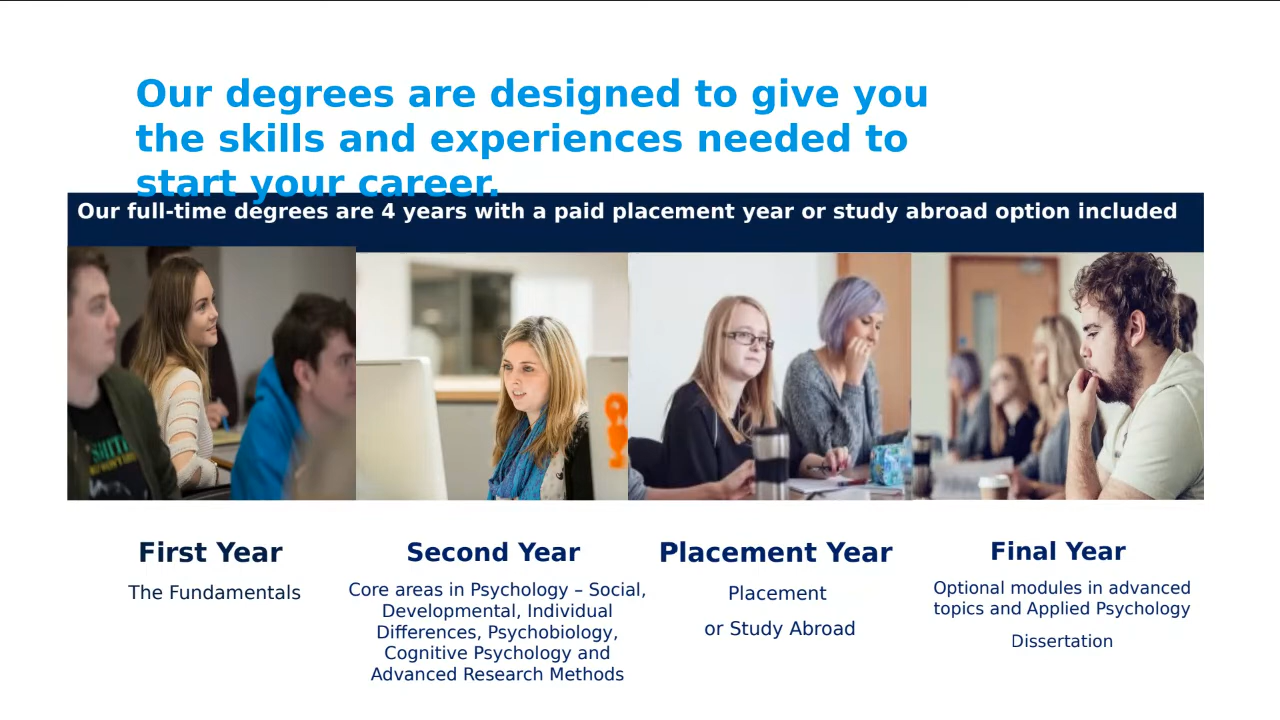 Our degrees are designed to give you
the skills and experiences needed to
start your career.
Our full-time degrees are 4 years with a paid placement year or study abroad option included
First Year
The Fundamentals
Second Year
Core areas in Psychology – Social,
Developmental, Individual
Differences, Psychobiology,
Cognitive Psychology and
Advanced Research Methods
Placement Year
Placement
or Study Abroad
Final Year
Optional modules in advanced
topics and Applied Psychology
Dissertation